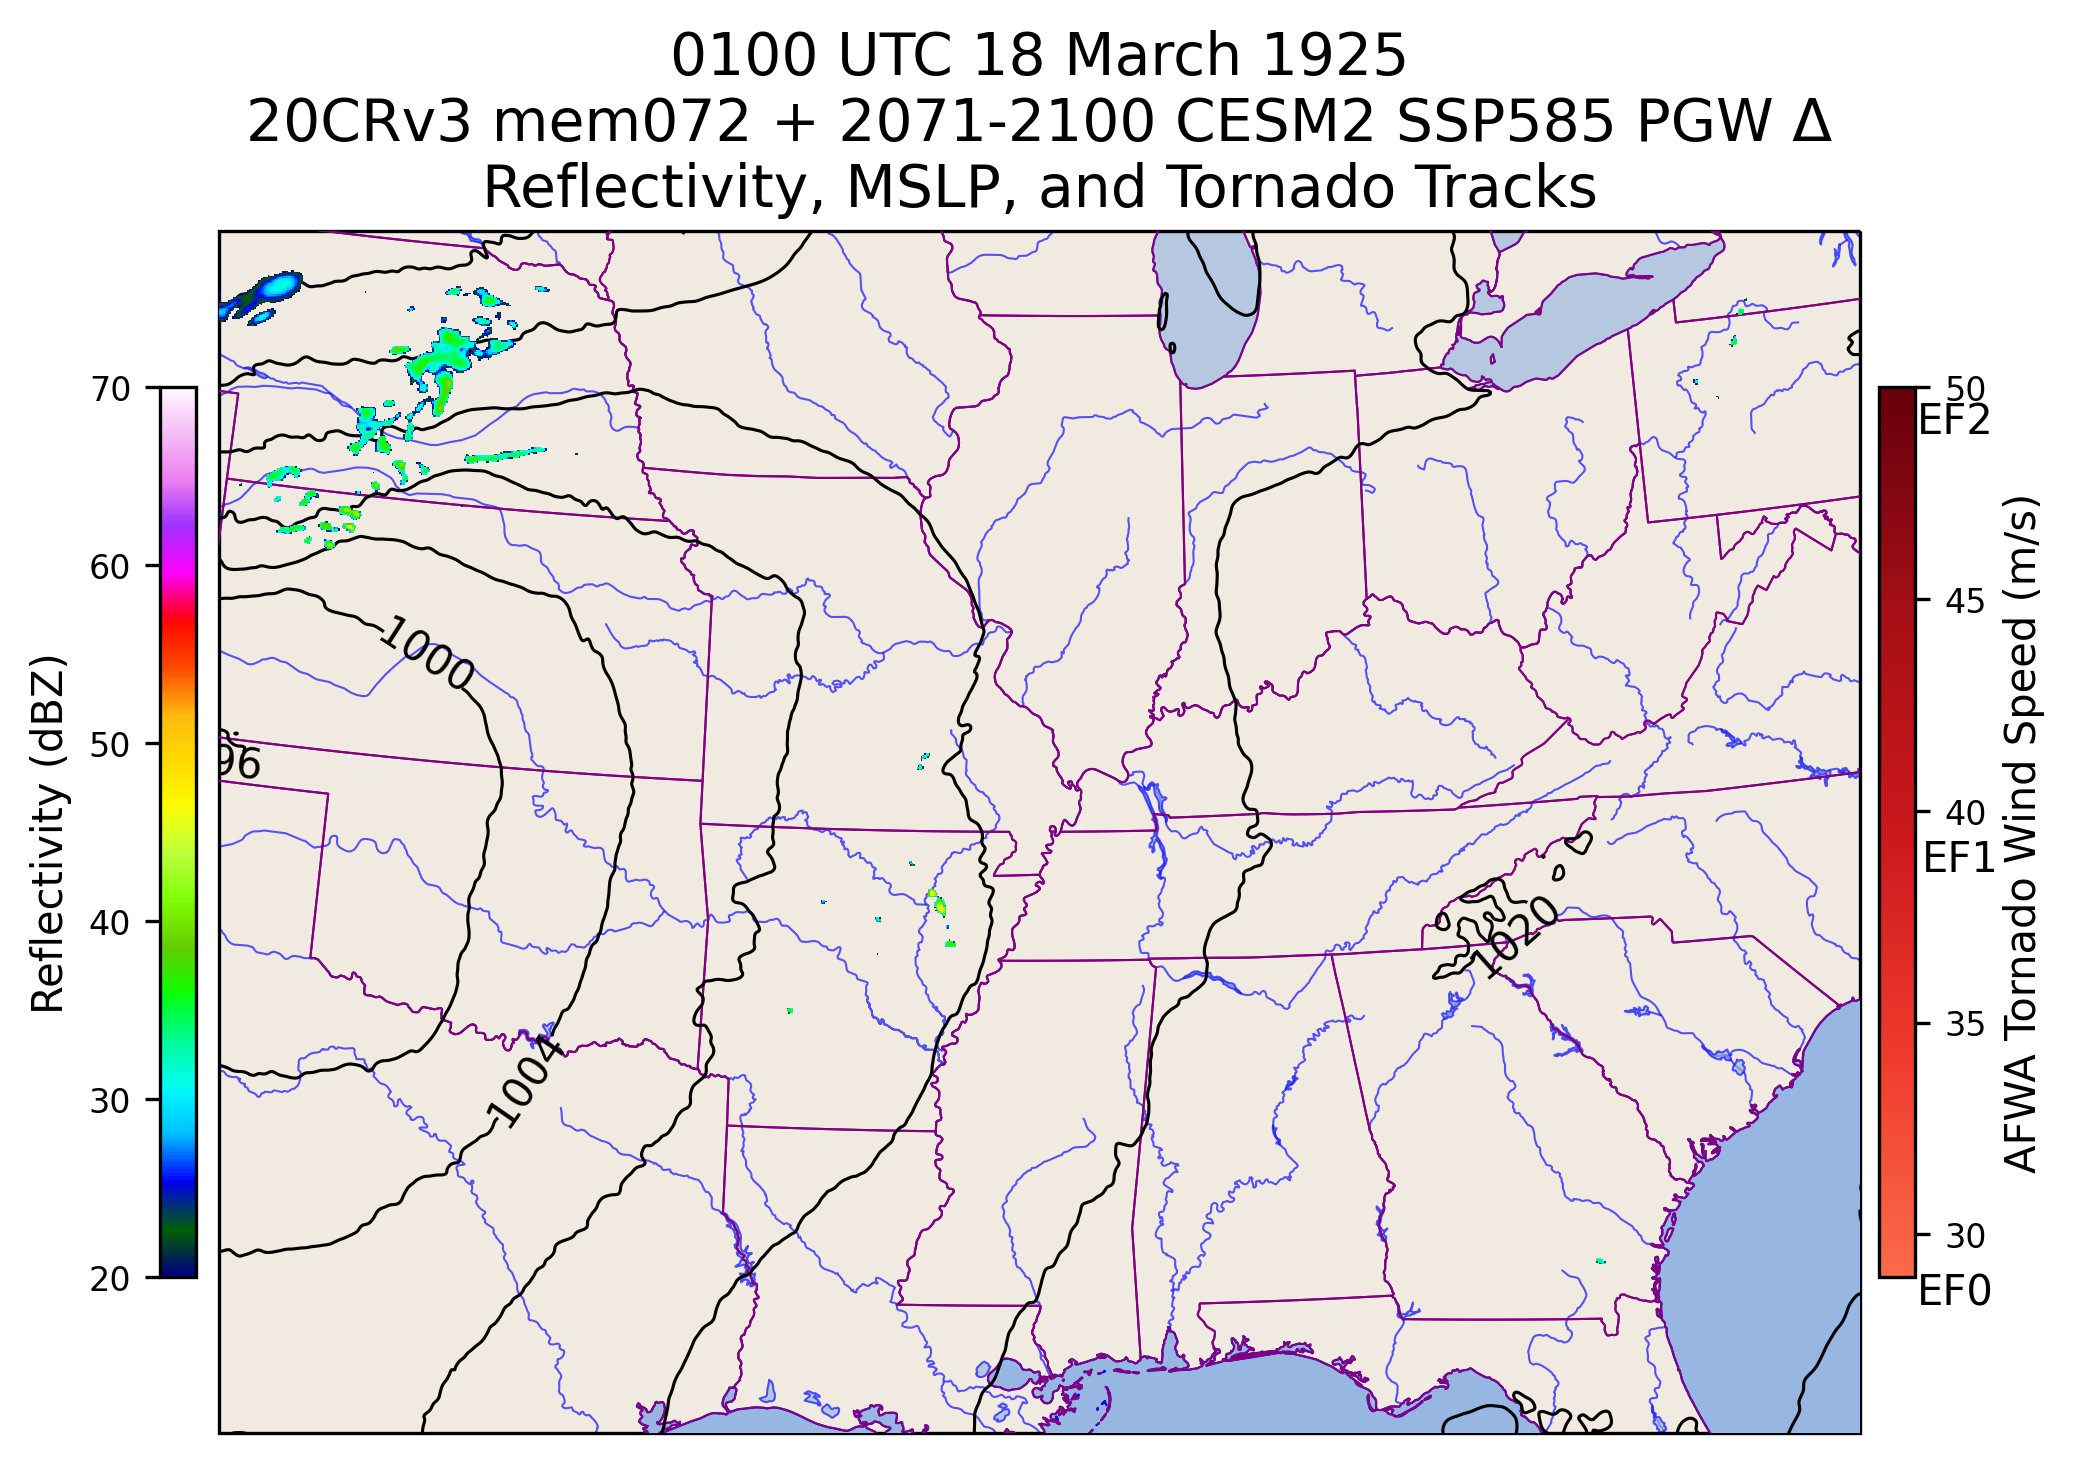 0100 UTC 18 March 1925
20CRv3 mem072 + 2071-2100 CESM2 SSP585 PGW Δ
Reflectivity, MSLP, and Tornado Tracks
70
60
50
40
30
20
Reflectivity (dBZ)
1000
96
1004
1020
50
EF2
45
40
EF1
35
30
EF0
AFWA Tornado Wind Speed (m/s)